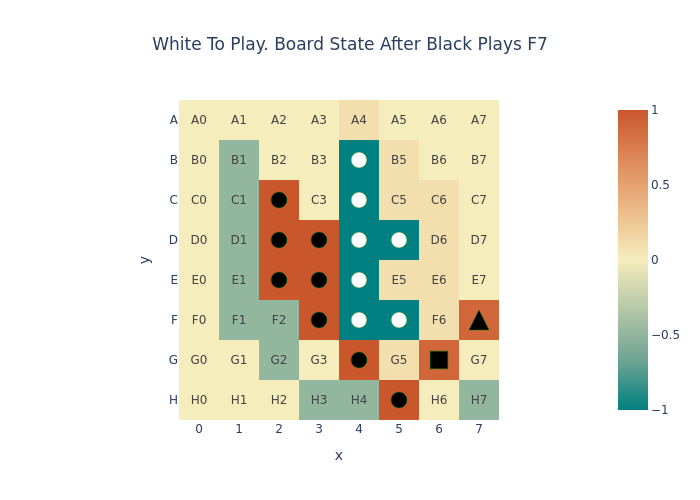 White To Play. Board State After Black Plays F7
A A0 A1 A2 A3 A4 A5 A6 A7
B B0 B1 B2 B3 B5 B6 B7
C C0 C1 C3 C5 C6 C7
D D0 D1 D6 D7
E E0 E1 E5 E6 E7
F F0 F1 F2 F6
G G0 G1 G2 G3 G5 G7
H H0 H1 H2 H3 H4 H6 H7
0 1 2 3 4 5 6 7
x
y
1
0.5
0
−0.5
−1